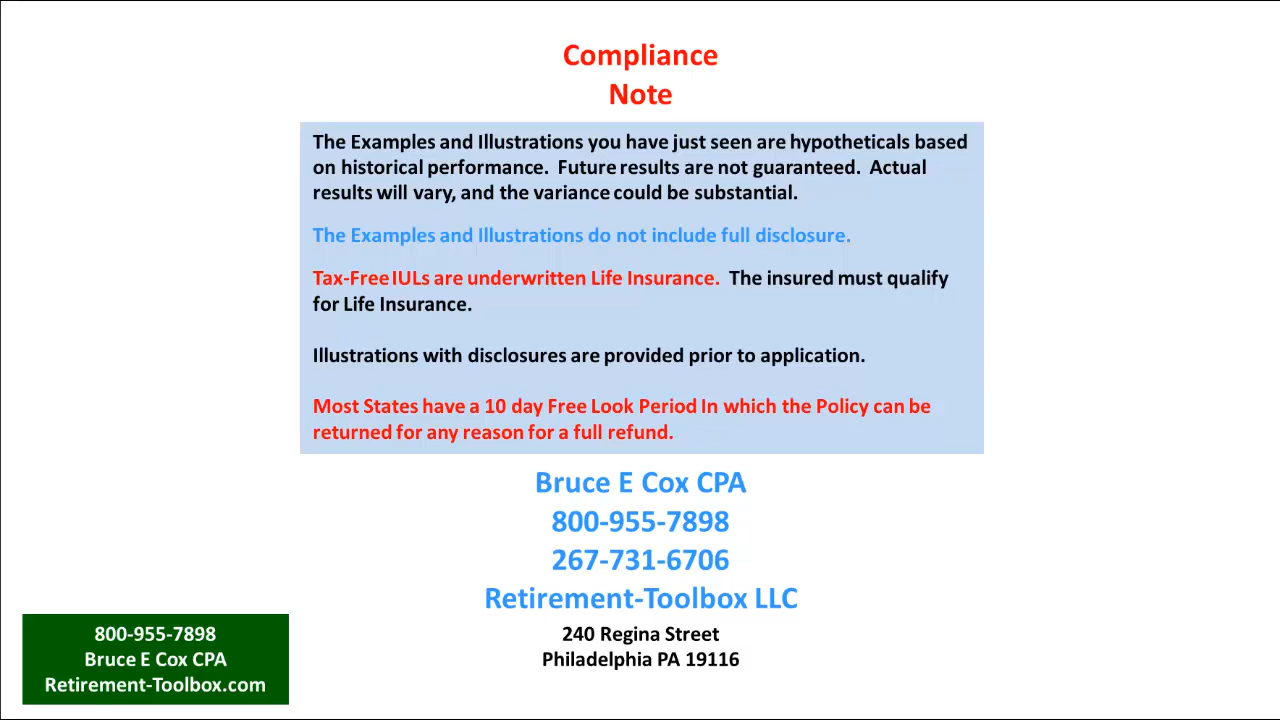 Compliance
Note
The Examples and Illustrations you have just seen are hypotheticals based
on historical performance.  Future results are not guaranteed.  Actual
results will vary, and the variance could be substantial.
The Examples and Illustrations do not include full disclosure.
Tax-Free IULs are underwritten Life Insurance.  The insured must qualify
for Life Insurance.
Illustrations with disclosures are provided prior to application.
Most States have a 10 day Free Look Period In which the Policy can be
returned for any reason for a full refund.
Bruce E Cox CPA
800-955-7898
267-731-6706
Retirement-Toolbox LLC
240 Regina Street
Philadelphia PA 19116
800-955-7898
Bruce E Cox CPA
Retirement-Toolbox.com